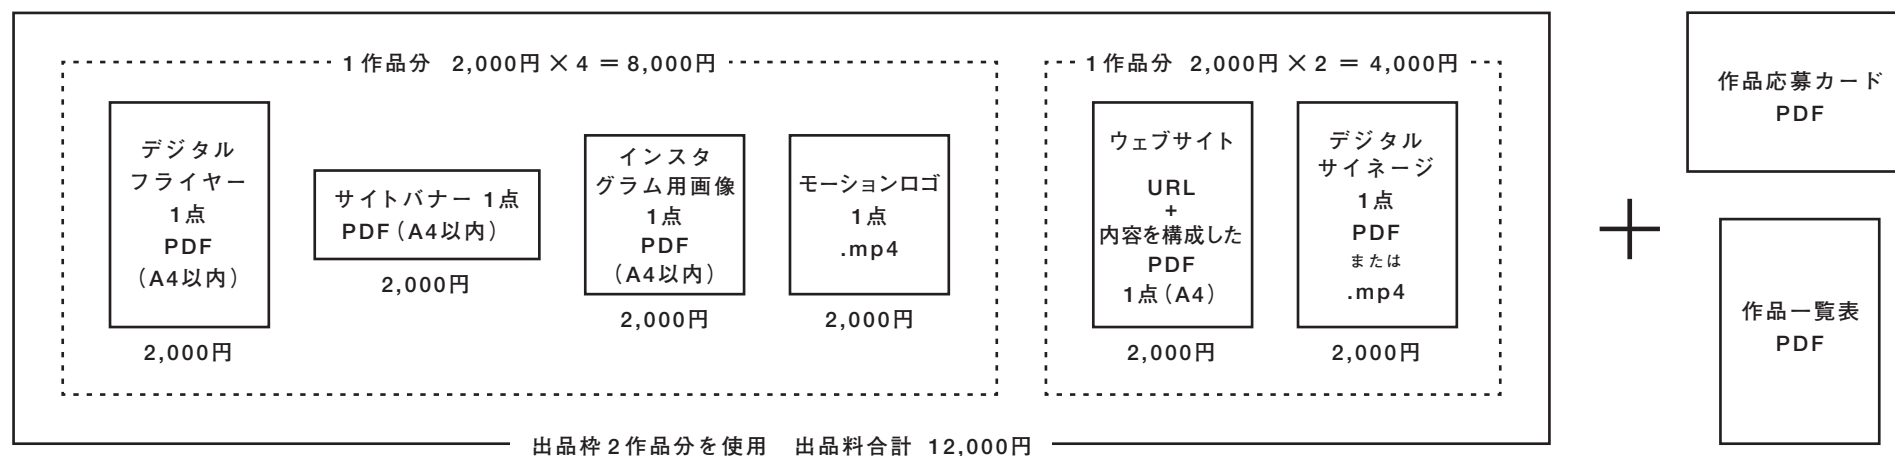 1作品分 2,000円×4＝8,000円
デジタル
フライヤー
1点
PDF
（A4以内）
2,000円
サイトバナー 1点
PDF（A4以内）
2,000円
インスタ
グラム用画像
1点
PDF
（A4以内）
2,000円
モーションロゴ
1点
.mp4
2,000円
1作品分 2,000円×2＝4,000円
ウェブサイト
URL
+
内容を構成した
PDF
1点（A4）
2,000円
デジタル
サイネージ
1点
PDF
または
.mp4
2,000円
出品枠2作品分を使用 出品料合計 12,000円
＋
作品応募カード
PDF
作品一覧表
PDF